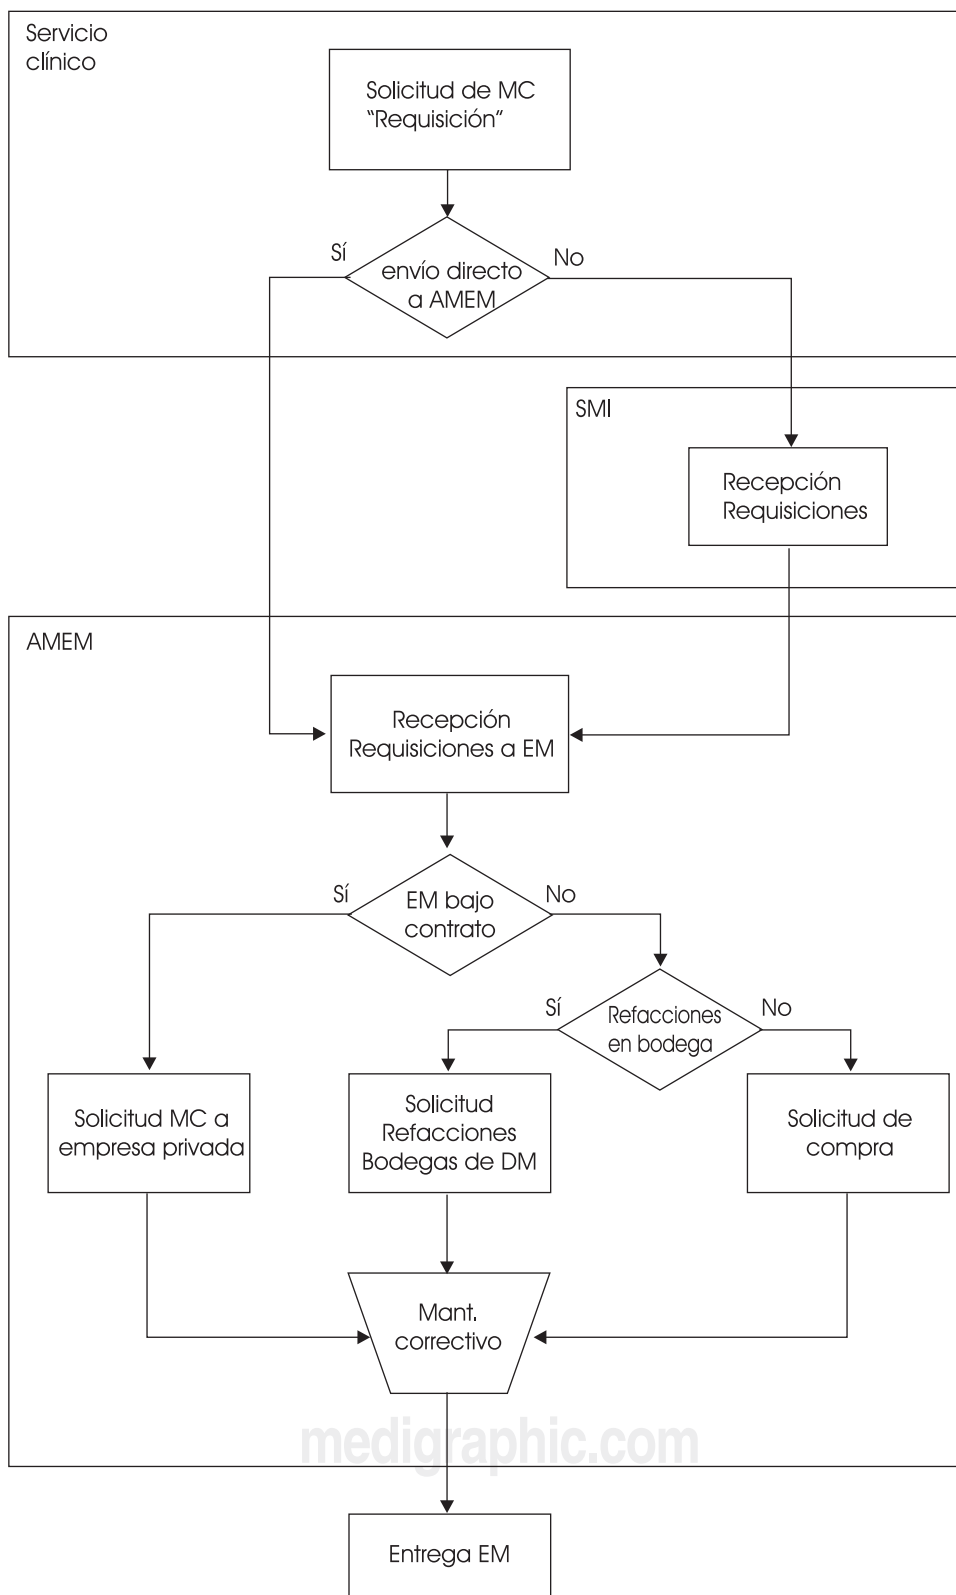 Servicio
clínico
Solicitud de MC
“Requisición”
Sí
No
envío directo
a AMEM
SMI
Recepción
Requisiciones
AMEM
Recepción
Requisiciones a EM
Sí
No
EM bajo
contrato
Sí
No
Refacciones
en bodega
Solicitud MC a
empresa privada
Solicitud
Refacciones
Bodegas de DM
Solicitud de
compra
Mant.
correctivo
medigraphic.com
Entrega EM